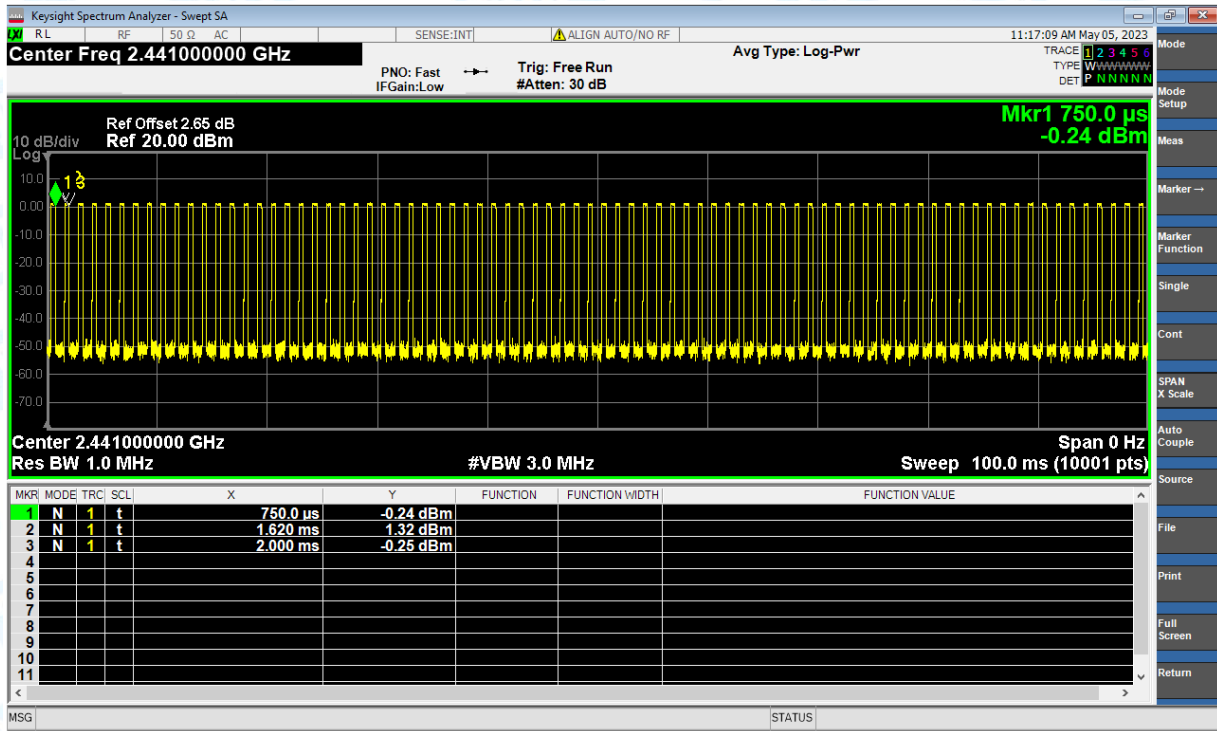 Keysight Spectrum Analyzer - Swept SA
LXI RL RF 50 Ω AC SENSE:INT ALIGN AUTO/NO RF 11:17:09 AM May 05, 2023
Center Freq 2.441000000 GHz
Avg Type: Log-Pwr
TRACE 1 2 3 4 5 6
PNO: Fast Trig: Free Run
TYPE WWWWWW
IFGain:Low #Atten: 30 dB
DET P N N N N N
Mkr1 750.0 µs
-0.24 dBm
Ref Offset 2.65 dB
10 dB/div Ref 20.00 dBm
Log
10.0
0.00
-10.0
-20.0
-30.0
-40.0
-50.0
-60.0
-70.0
1 3
Center 2.441000000 GHz Span 0 Hz
Res BW 1.0 MHz #VBW 3.0 MHz Sweep 100.0 ms (10001 pts)
MKR MODE TRC SCL X Y FUNCTION FUNCTION WIDTH FUNCTION VALUE
1 N 1 t 750.0 µs -0.24 dBm
2 N 1 t 1.620 ms 1.32 dBm
3 N 1 t 2.000 ms -0.25 dBm
4
5
6
7
8
9
10
11
MSG STATUS
Mode
Mode
Setup
Meas
Marker→
Marker
Function
Single
Cont
SPAN
X Scale
Auto
Couple
Source
File
Print
Full
Screen
Return